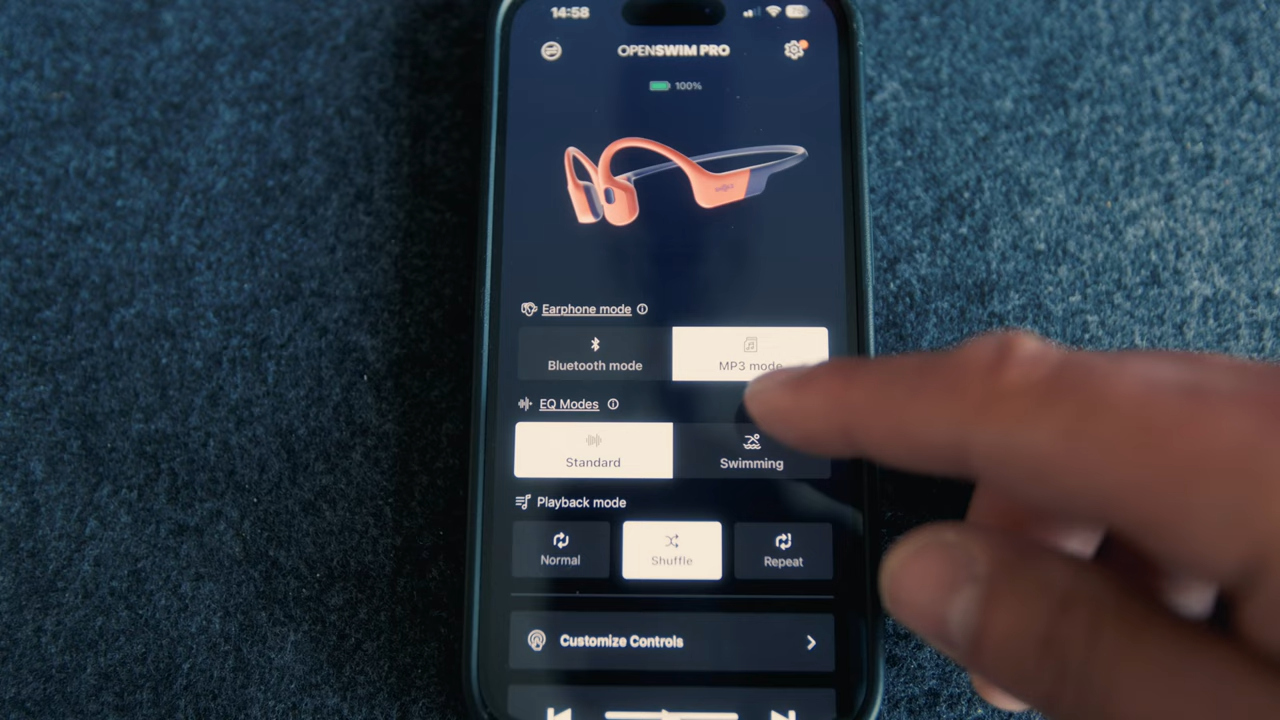 14:58
OPENSWIM PRO
100%
Earphone mode
Bluetooth mode
MP3 mode
EQ Modes
Standard
Swimming
Playback mode
Normal
Shuffle
Repeat
Customize Controls